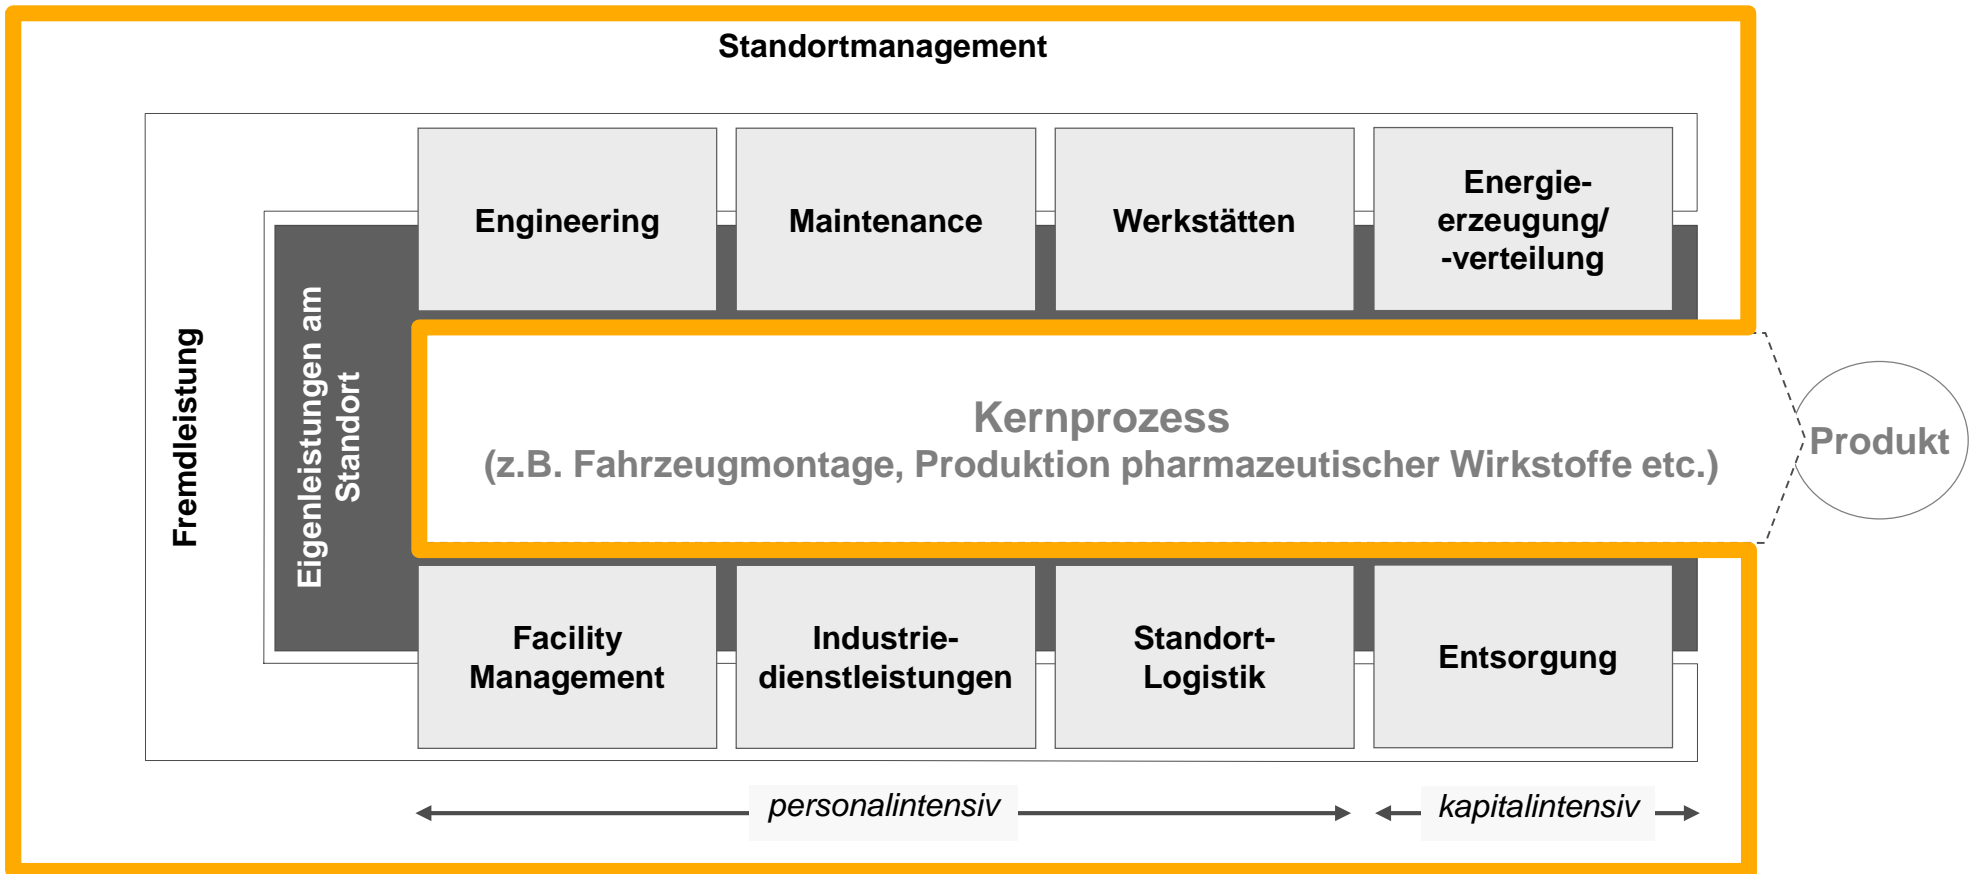 Standortmanagement
Engineering
Maintenance
Werkstätten
Energie-
erzeugung/
-verteilung
Fremdleistung
Eigenleistungen am
Standort
Kernprozess
(z.B. Fahrzeugmontage, Produktion pharmazeutischer Wirkstoffe etc.)
Produkt
Facility
Management
Industrie-
dienstleistungen
Standort-
Logistik
Entsorgung
personalintensiv
kapitalintensiv